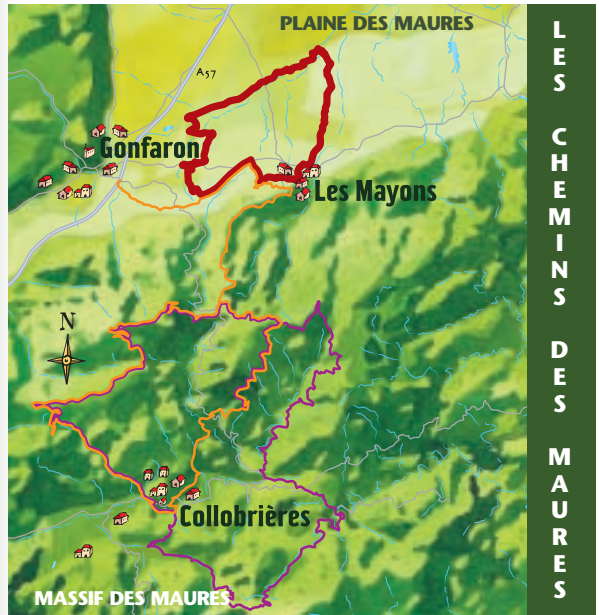 PLAINE DES MAURES
A57
Gonfaron
Les Mayons
N
Collobrières
MASSIF DES MAURES
LES CHEMINS DES MAURES